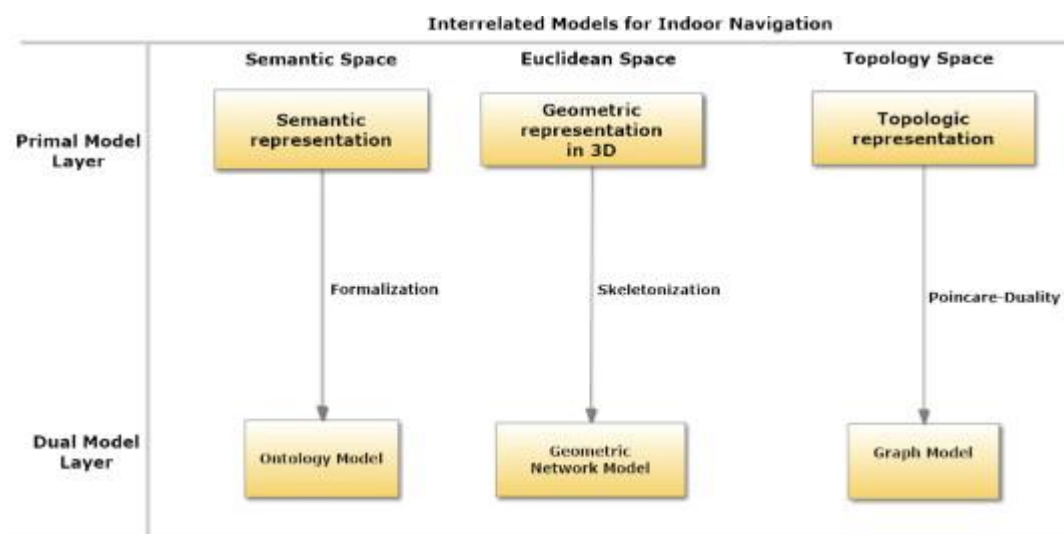 Interrelated Models for Indoor Navigation
Semantic Space
Euclidean Space
Topology Space
Primal Model
Layer
Semantic
representation
Geometric
representation
in 3D
Topologic
representation
Formalization
Skeletonization
Poincare-Duality
Dual Model
Layer
Ontology Model
Geometric
Network Model
Graph Model